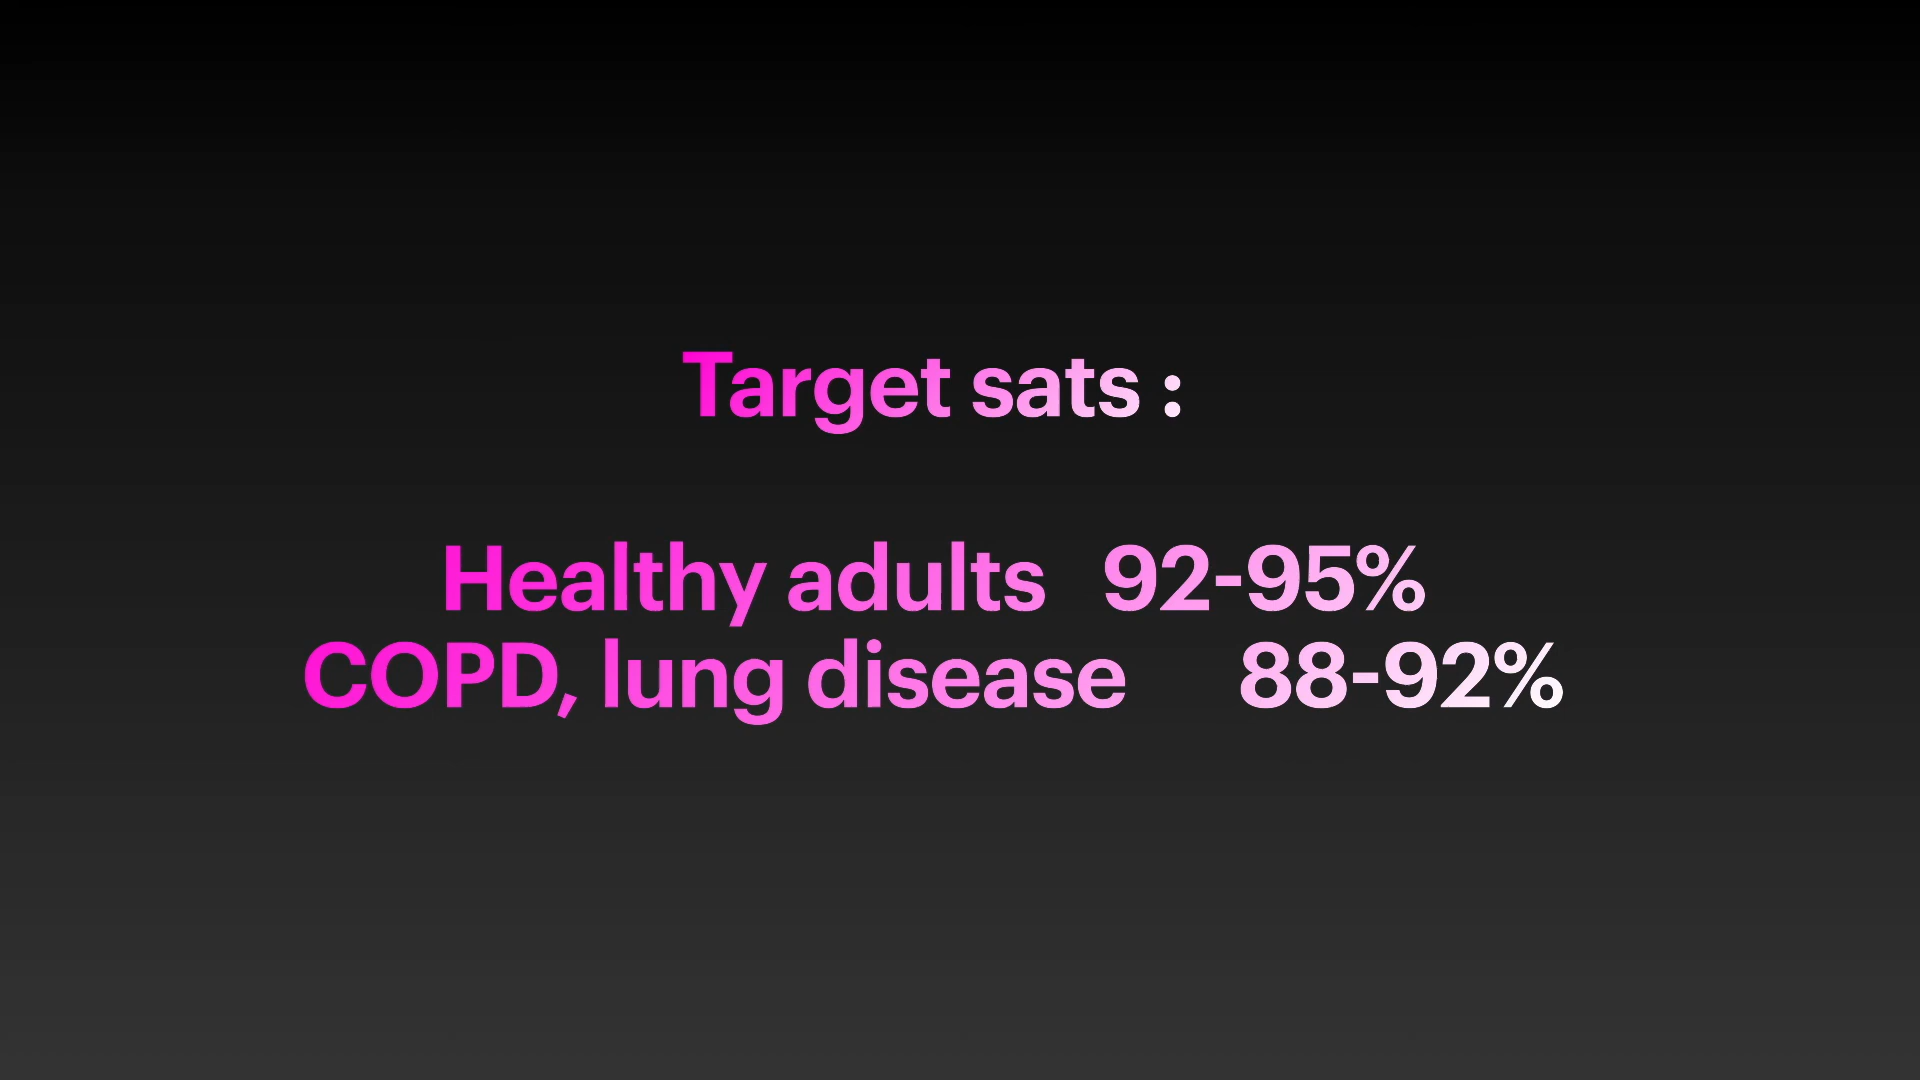 Target sats :
Healthy adults 92-95%
COPD, lung disease 88-92%